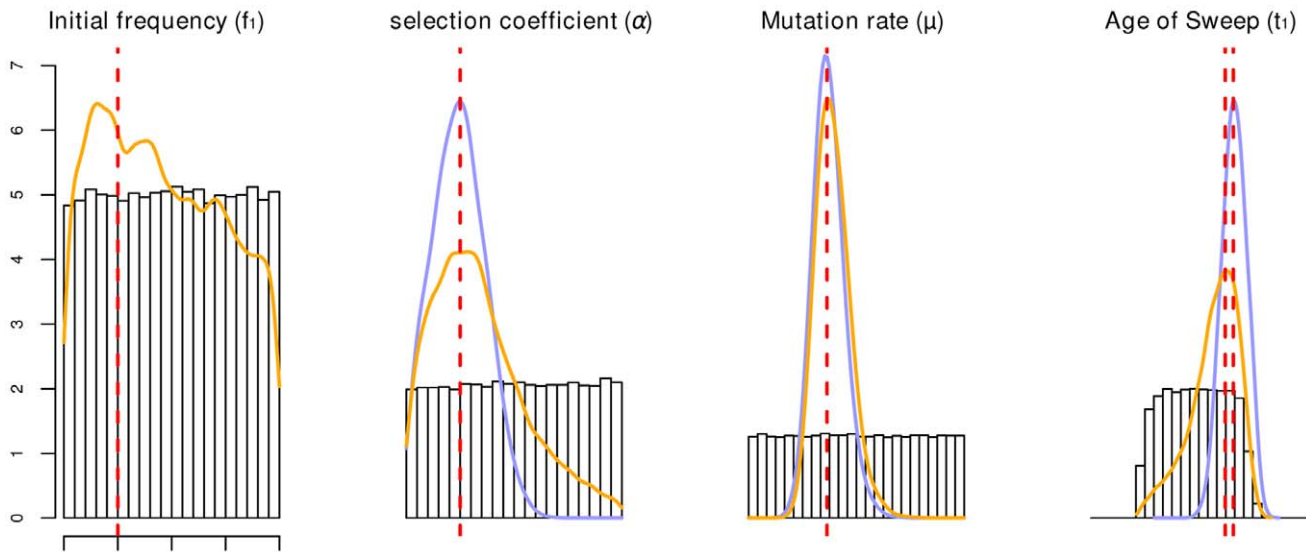 Initial frequency (f₁)
selection coefficient (α)
Mutation rate (μ)
Age of Sweep (t₁)
7
6
5
4
3
2
1
0